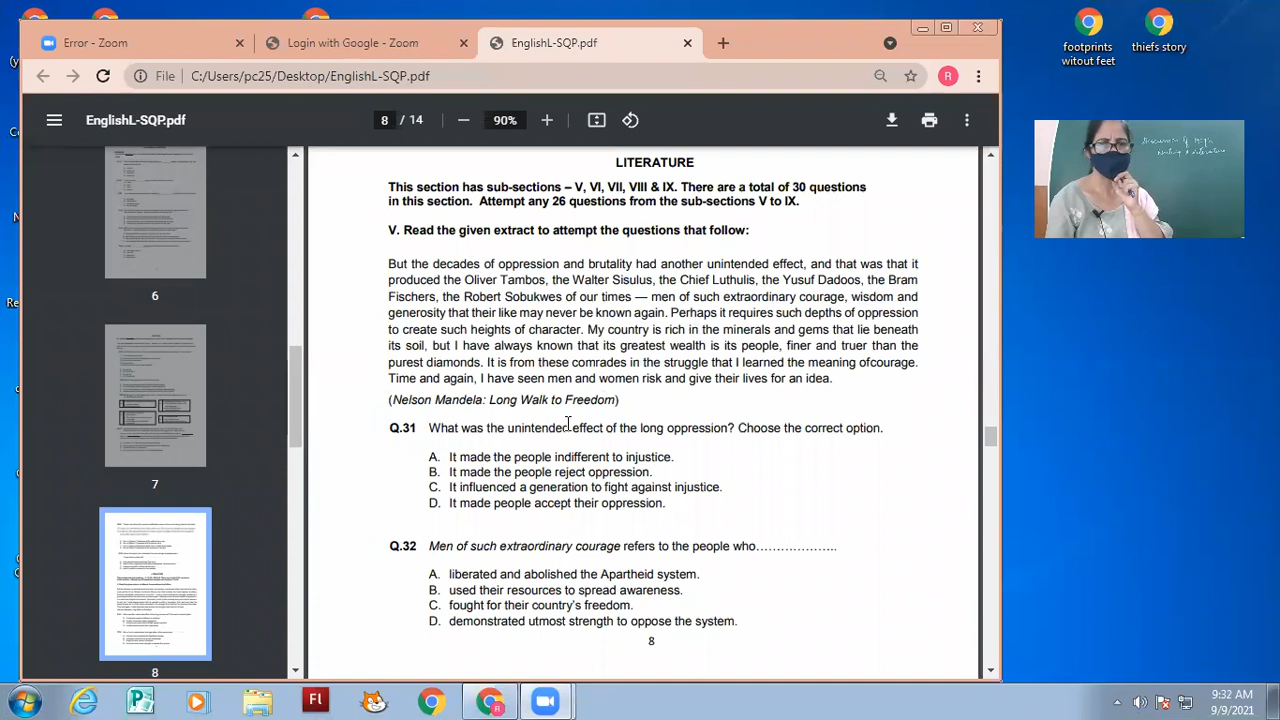 Error - Zoom
Login with Google - Zoom
EnglishL-SQP.pdf
File
C:/Users/pc25/Desktop/EnglishL-SQP.pdf
R
EnglishL-SQP.pdf
8 / 14
90%
footprints
witout feet
thiefs story
6
7
8
LITERATURE
This section has sub-sections – V, VI, VII, VIII & IX. There are a total of 30 questions
in this section. Attempt any 26 questions from the sub-sections V to IX.
V. Read the given extract to attempt the questions that follow:
But the decades of oppression and brutality had another unintended effect, and that was that it
produced the Oliver Tambos, the Walter Sisulus, the Chief Luthulis, the Yusuf Dadoos, the Bram
Fischers, the Robert Sobukwes of our times — men of such extraordinary courage, wisdom and
generosity that their like may never be known again. Perhaps it requires such depths of oppression
to create such heights of character. My country is rich in the minerals and gems that lie beneath
its soil, but I have always known that its greatest wealth is its people, finer and truer than the
purest diamonds. It is from these comrades in the struggle that I learned the meaning ofcourage.
Time and again, I have seen men and women risk and give their lives for an idea.
(Nelson Mandela: Long Walk to Freedom)
Q.31 What was the unintended effect of the long oppression? Choose the correct option.
A. It made the people indifferent to injustice.
B. It made the people reject oppression.
C. It influenced a generation to fight against injustice.
D. It made people accept their oppression.
Q.32 Men of such extraordinary courage refers to the people who………………..
A. liberated and abolished the Apartheid system.
B. used their resources to spread awareness.
C. fought for their country's freedom.
D. demonstrated utmost strength to oppose the system.
8
Fl
R
9:32 AM
9/9/2021